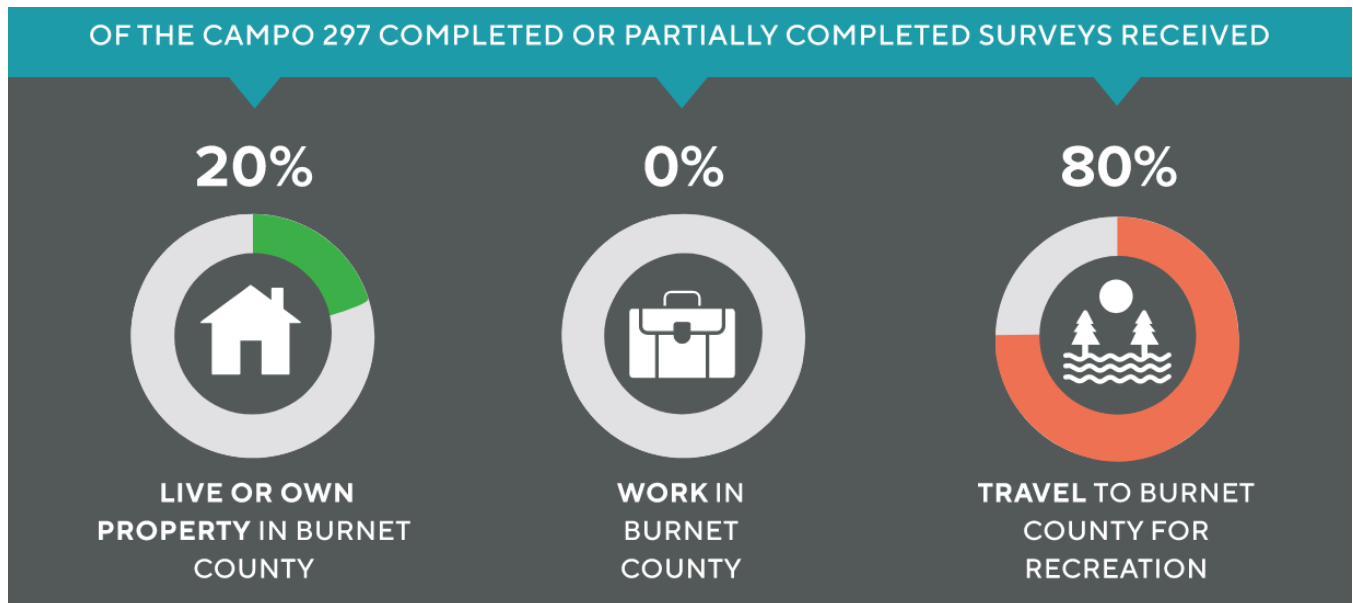 OF THE CAMPO 297 COMPLETED OR PARTIALLY COMPLETED SURVEYS RECEIVED
20%
LIVE OR OWN
PROPERTY IN BURNET
COUNTY
0%
WORK IN
BURNET
COUNTY
80%
TRAVEL TO BURNET
COUNTY FOR
RECREATION